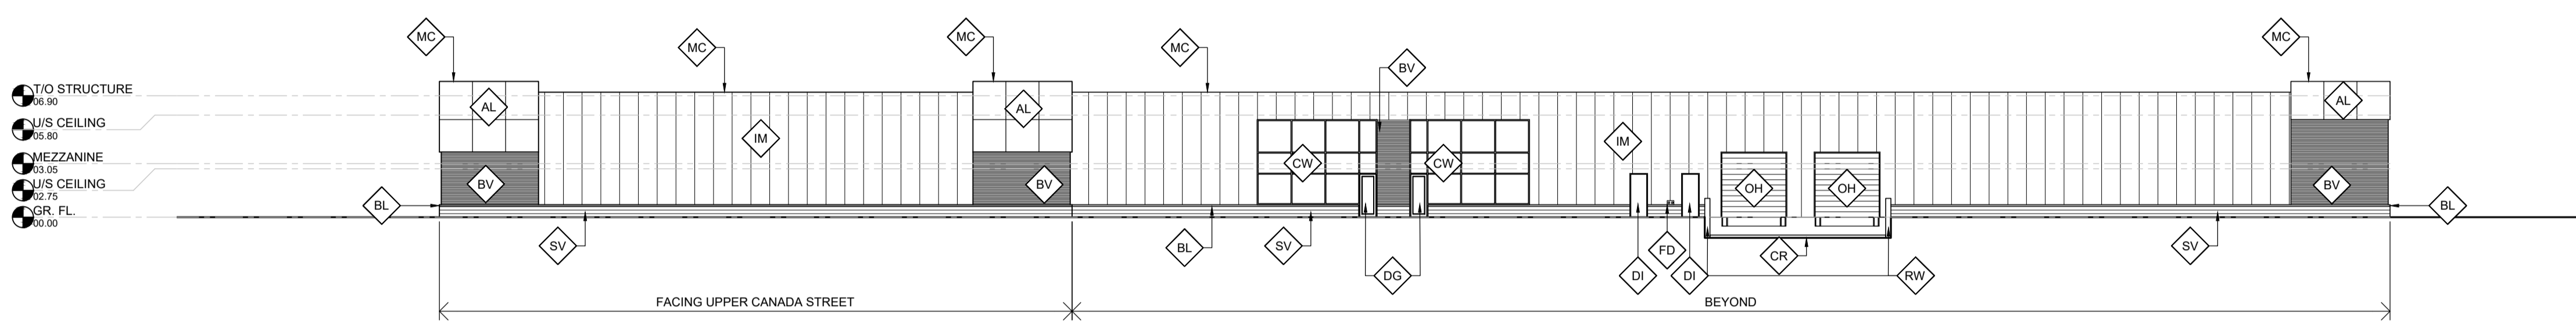 MC
MC
MC
MC
MC
BV
T/O STRUCTURE
06.90
AL
AL
AL
U/S CEILING
05.80
IM
IM
MEZZANINE
03.05
CW
CW
U/S CEILING
02.75
BV
BV
OH
OH
BV
BL
BL
GR. FL.
00.00
SV
BL
SV
FD
CR
SV
DG
DI
DI
RW
FACING UPPER CANADA STREET
BEYOND